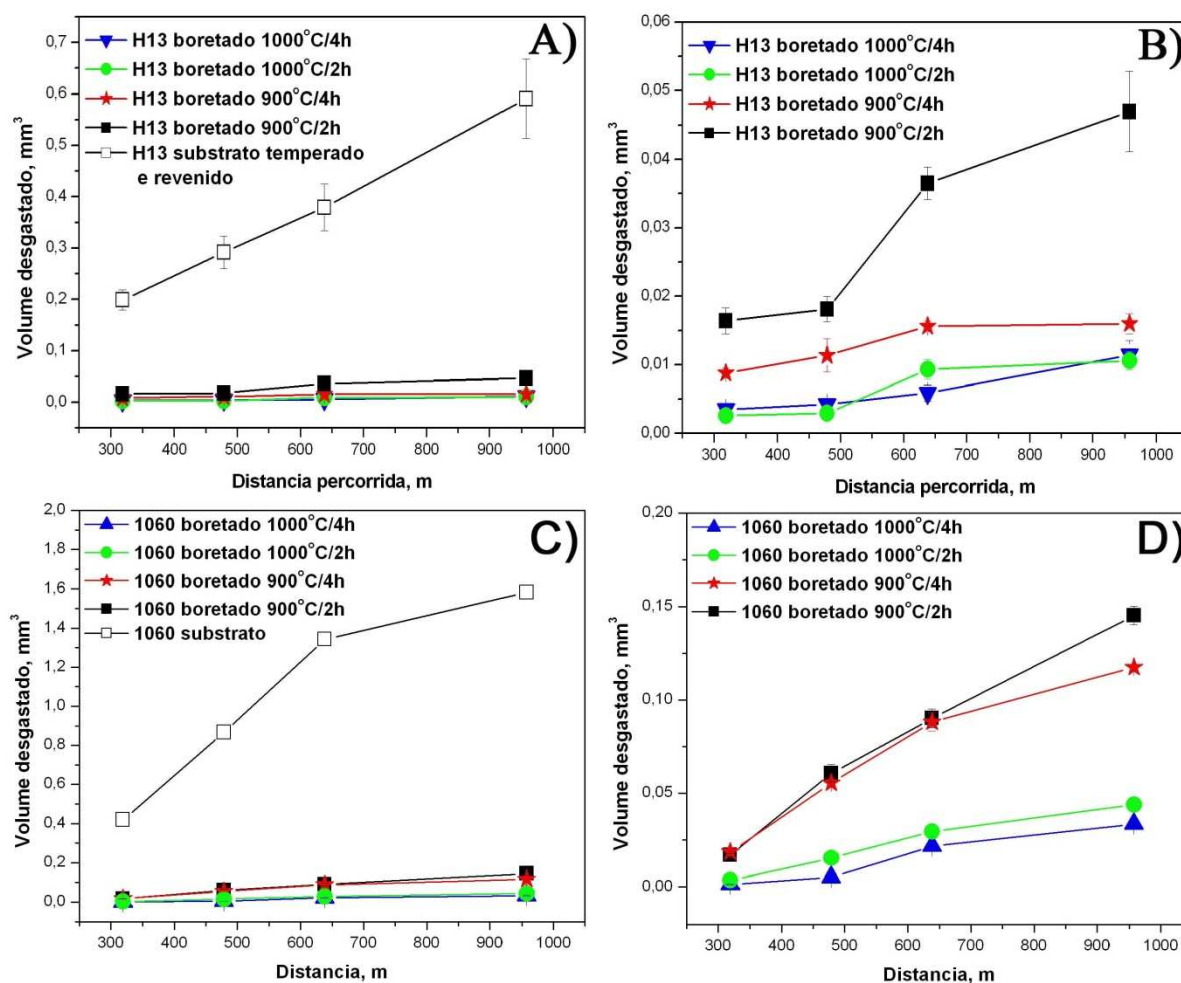 A)
H13 boretado 1000°C/4h
H13 boretado 1000°C/2h
H13 boretado 900°C/4h
H13 boretado 900°C/2h
H13 substrato temperado
e revenido
Volume desgastado, mm³
0,7
0,6
0,5
0,4
0,3
0,2
0,1
0,0
300 400 500 600 700 800 900 1000
Distancia percorrida, m
B)
H13 boretado 1000°C/4h
H13 boretado 1000°C/2h
H13 boretado 900°C/4h
H13 boretado 900°C/2h
Volume desgastado, mm³
0,06
0,05
0,04
0,03
0,02
0,01
0,00
300 400 500 600 700 800 900 1000
Distancia percorrida, m
C)
1060 boretado 1000°C/4h
1060 boretado 1000°C/2h
1060 boretado 900°C/4h
1060 boretado 900°C/2h
1060 substrato
Volume desgastado, mm³
2,0
1,8
1,6
1,4
1,2
1,0
0,8
0,6
0,4
0,2
0,0
300 400 500 600 700 800 900 1000
Distancia, m
D)
1060 boretado 1000°C/4h
1060 boretado 1000°C/2h
1060 boretado 900°C/4h
1060 boretado 900°C/2h
Volume desgastado, mm³
0,20
0,15
0,10
0,05
0,00
300 400 500 600 700 800 900 1000
Distancia, m